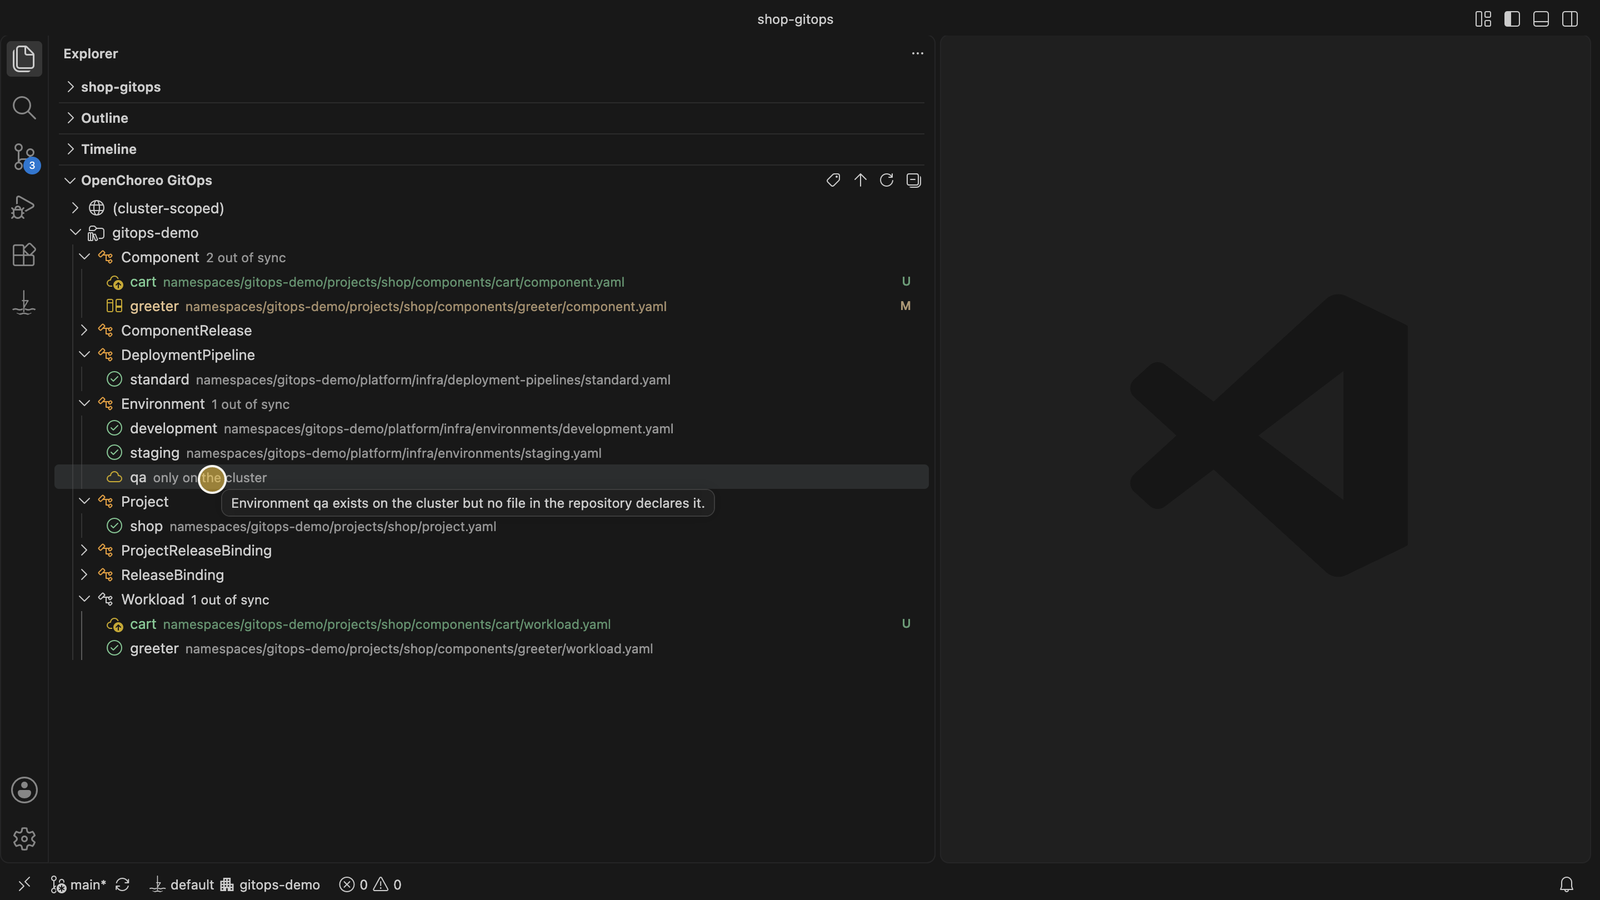 shop-gitops
Explorer
shop-gitops
Outline
Timeline
OpenChoreo GitOps
(cluster-scoped)
gitops-demo
Component 2 out of sync
cart namespaces/gitops-demo/projects/shop/components/cart/component.yaml U
greeter namespaces/gitops-demo/projects/shop/components/greeter/component.yaml M
ComponentRelease
DeploymentPipeline
standard namespaces/gitops-demo/platform/infra/deployment-pipelines/standard.yaml
Environment 1 out of sync
development namespaces/gitops-demo/platform/infra/environments/development.yaml
staging namespaces/gitops-demo/platform/infra/environments/staging.yaml
qa only on the cluster
Environment qa exists on the cluster but no file in the repository declares it.
Project
shop namespaces/gitops-demo/projects/shop/project.yaml
ProjectReleaseBinding
ReleaseBinding
Workload 1 out of sync
cart namespaces/gitops-demo/projects/shop/components/cart/workload.yaml U
greeter namespaces/gitops-demo/projects/shop/components/greeter/workload.yaml
3
main* default gitops-demo 0 0